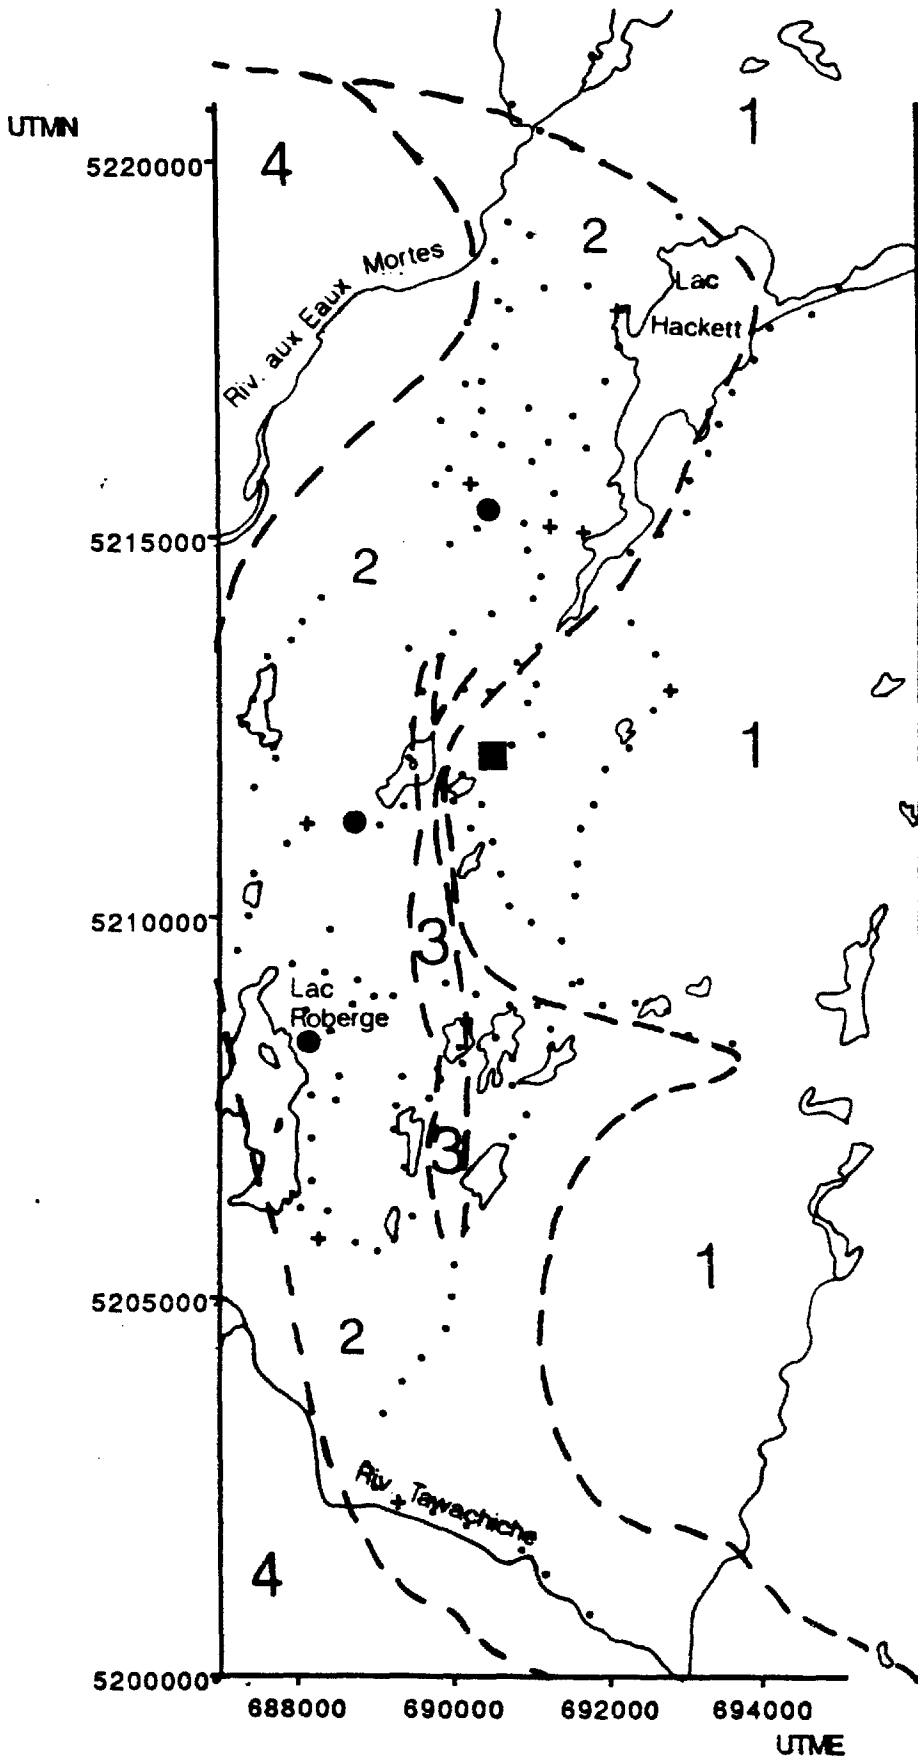 UTMN
1
5220000
4
2
Riv. aux Eaux Mortes
Lac
Hackett
5215000
2
1
5210000
3
Lac
Roberge
3
1
5205000
2
Riv. Tawachiche
4
5200000
688000 690000 692000 694000
UTME